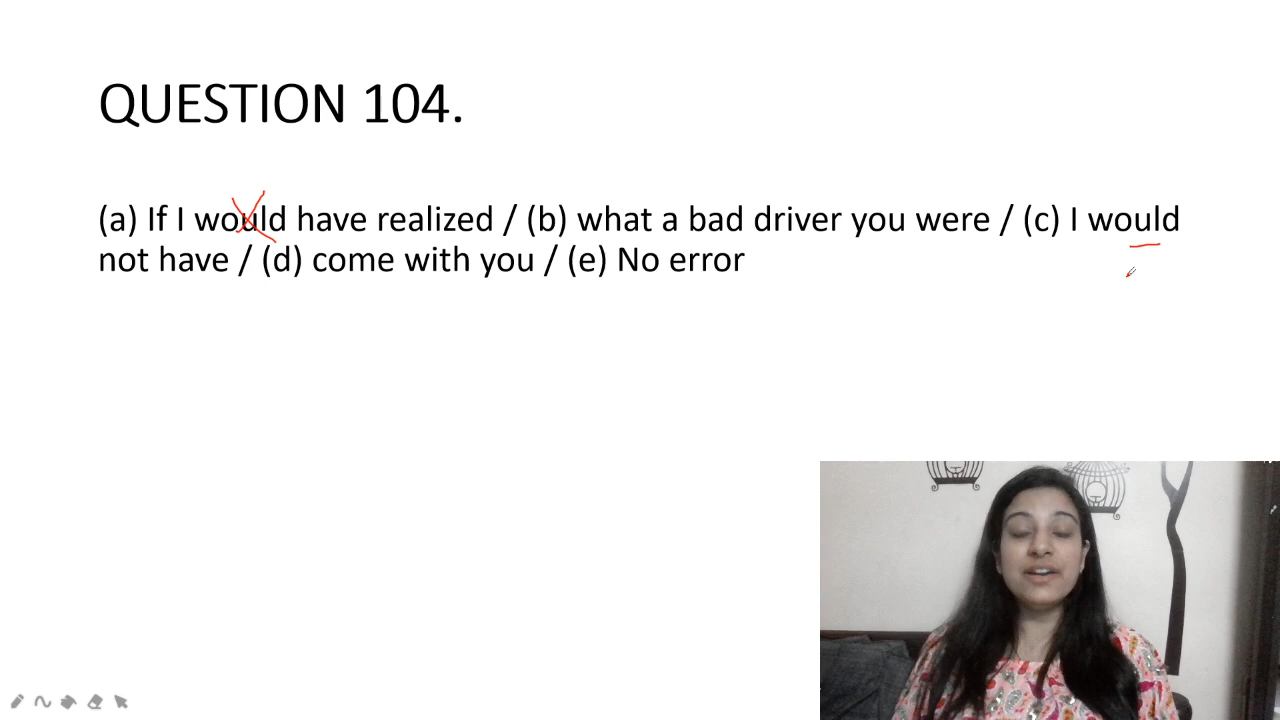 QUESTION 104.
(a) If I would have realized / (b) what a bad driver you were / (c) I would
not have / (d) come with you / (e) No error